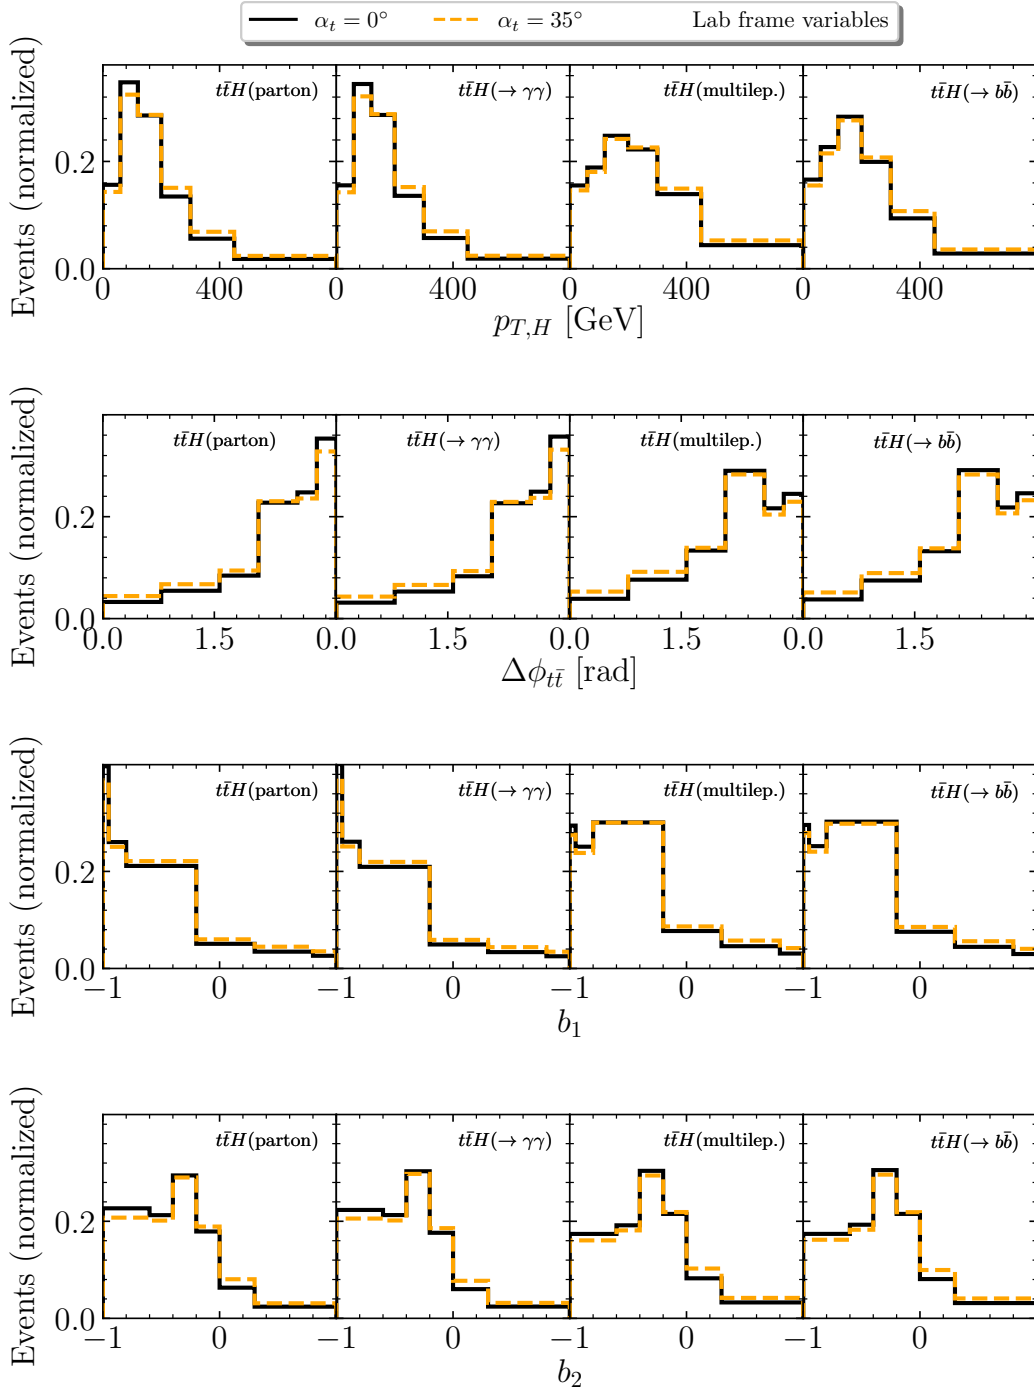 α_t = 0° α_t = 35° Lab frame variables
Events (normalized)
0.2
0.0
tt̄H(parton) tt̄H(→ γγ) tt̄H(multilep.) tt̄H(→ bb̄)
0 400 0 400 0 400 0 400
p_{T,H} [GeV]
Events (normalized)
0.2
0.0
tt̄H(parton) tt̄H(→ γγ) tt̄H(multilep.) tt̄H(→ bb̄)
0.0 1.5 0.0 1.5 0.0 1.5 0.0 1.5
Δϕ_{tt̄} [rad]
Events (normalized)
0.2
0.0
tt̄H(parton) tt̄H(→ γγ) tt̄H(multilep.) tt̄H(→ bb̄)
−1 0 −1 0 −1 0 −1 0
b_1
Events (normalized)
0.2
0.0
tt̄H(parton) tt̄H(→ γγ) tt̄H(multilep.) tt̄H(→ bb̄)
−1 0 −1 0 −1 0 −1 0
b_2